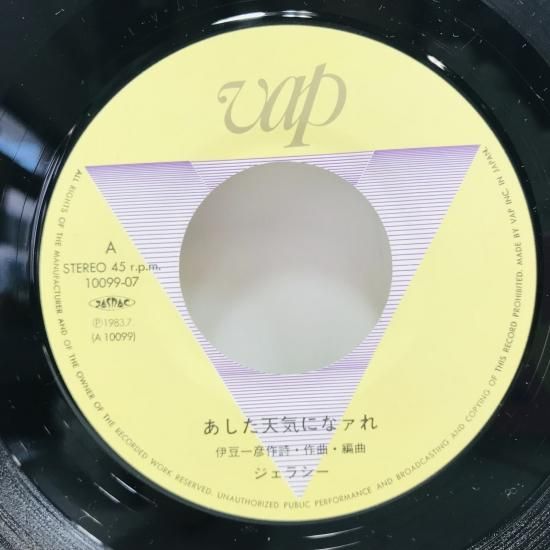 vap
A
STEREO 45 r.p.m.
10099-07
JASRAC
Ⓟ1983.7.
(A 10099)
あした天気になァれ
伊豆一彦作詩・作曲・編曲
ジェラシー
ALL RIGHTS OF THE MANUFACTURER AND OF THE OWNER OF THE RECORDED WORK RESERVED. UNAUTHORIZED PUBLIC PERFORMANCE AND BROADCASTING AND COPYING OF THIS RECORD PROHIBITED. MADE BY VAP INC. IN JAPAN.